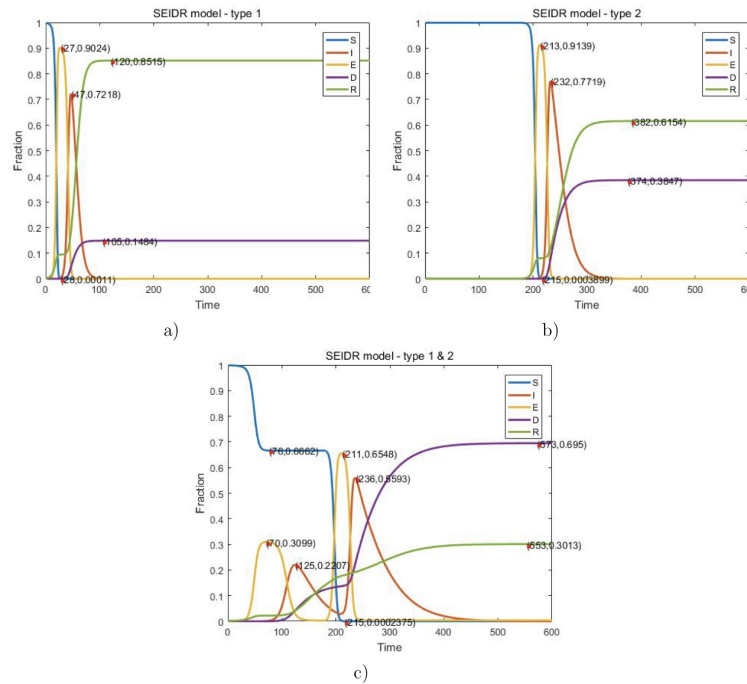 SEIDR model - type 1
1
0.9
0.8
0.7
0.6
0.5
0.4
0.3
0.2
0.1
0
Fraction
(27,0.9024)
(47,0.7218)
(120,0.8515)
(105,0.1484)
(28,0.00011)
S
I
E
D
R
0 100 200 300 400 500 60
Time
a)
SEIDR model - type 2
1
0.9
0.8
0.7
0.6
0.5
0.4
0.3
0.2
0.1
0
Fraction
(213,0.9139)
(232,0.7719)
(382,0.6154)
(374,0.3847)
(215,0.0003899)
S
I
E
D
R
0 100 200 300 400 500 60
Time
b)
SEIDR model - type 1 & 2
1
0.9
0.8
0.7
0.6
0.5
0.4
0.3
0.2
0.1
0
Fraction
(76,0.6662)
(211,0.6548)
(236,0.5593)
(70,0.3099)
(125,0.2207)
(573,0.695)
(553,0.3013)
(215,0.0002375)
S
I
E
D
R
0 100 200 300 400 500 600
Time
c)